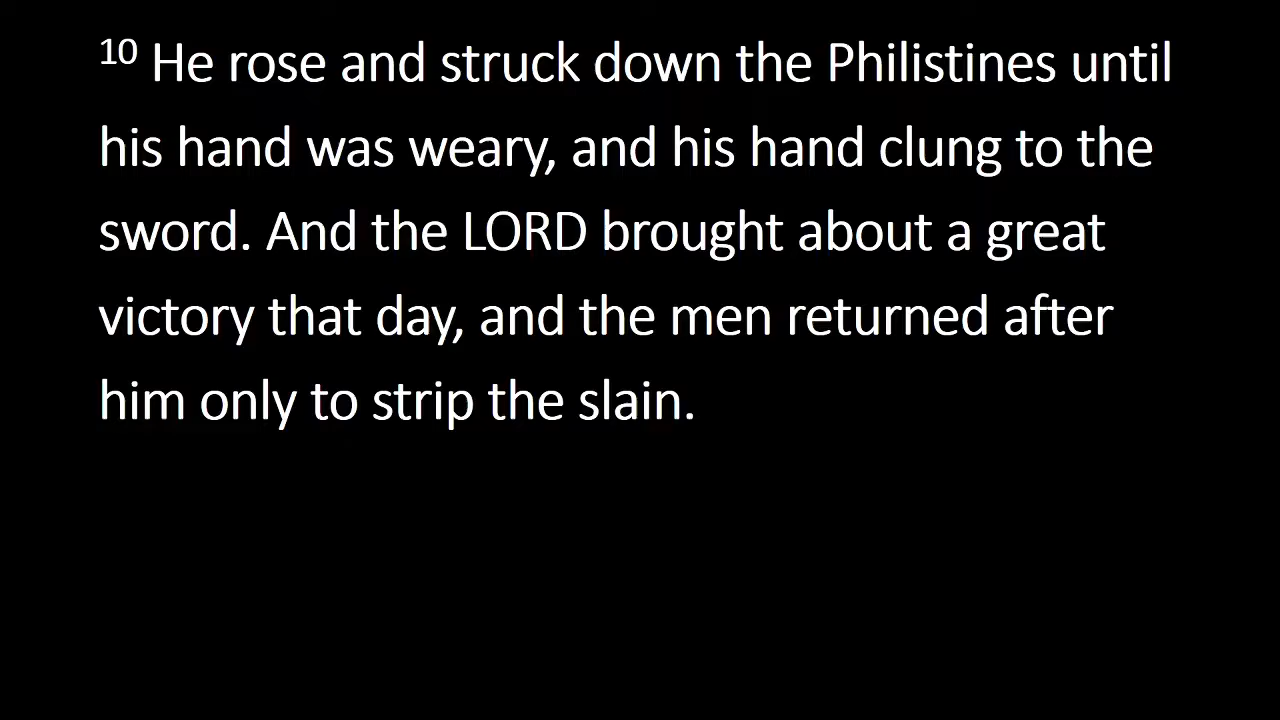 10 He rose and struck down the Philistines until
his hand was weary, and his hand clung to the
sword. And the LORD brought about a great
victory that day, and the men returned after
him only to strip the slain.